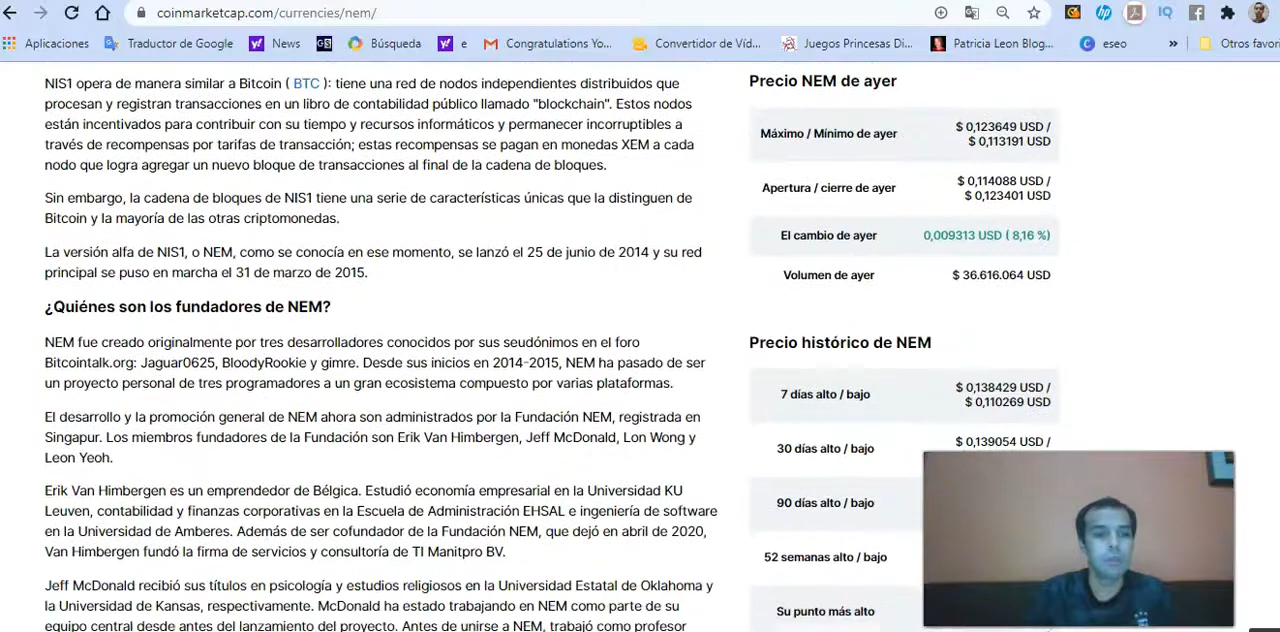 coinmarketcap.com/currencies/nem/
Aplicaciones
Traductor de Google
News
Búsqueda
e
Congratulations Yo...
Convertidor de Víd...
Juegos Princesas Di...
Patricia Leon Blog...
eseo
»
Otros favori
NIS1 opera de manera similar a Bitcoin ( BTC ): tiene una red de nodos independientes distribuidos que
procesan y registran transacciones en un libro de contabilidad público llamado "blockchain". Estos nodos
están incentivados para contribuir con su tiempo y recursos informáticos y permanecer incorruptibles a
través de recompensas por tarifas de transacción; estas recompensas se pagan en monedas XEM a cada
nodo que logra agregar un nuevo bloque de transacciones al final de la cadena de bloques.
Sin embargo, la cadena de bloques de NIS1 tiene una serie de características únicas que la distinguen de
Bitcoin y la mayoría de las otras criptomonedas.
La versión alfa de NIS1, o NEM, como se conocía en ese momento, se lanzó el 25 de junio de 2014 y su red
principal se puso en marcha el 31 de marzo de 2015.
¿Quiénes son los fundadores de NEM?
NEM fue creado originalmente por tres desarrolladores conocidos por sus seudónimos en el foro
Bitcointalk.org: Jaguar0625, BloodyRookie y gimre. Desde sus inicios en 2014-2015, NEM ha pasado de ser
un proyecto personal de tres programadores a un gran ecosistema compuesto por varias plataformas.
El desarrollo y la promoción general de NEM ahora son administrados por la Fundación NEM, registrada en
Singapur. Los miembros fundadores de la Fundación son Erik Van Himbergen, Jeff McDonald, Lon Wong y
Leon Yeoh.
Erik Van Himbergen es un emprendedor de Bélgica. Estudió economía empresarial en la Universidad KU
Leuven, contabilidad y finanzas corporativas en la Escuela de Administración EHSAL e ingeniería de software
en la Universidad de Amberes. Además de ser cofundador de la Fundación NEM, que dejó en abril de 2020,
Van Himbergen fundó la firma de servicios y consultoría de TI Manitpro BV.
Jeff McDonald recibió sus títulos en psicología y estudios religiosos en la Universidad Estatal de Oklahoma y
la Universidad de Kansas, respectivamente. McDonald ha estado trabajando en NEM como parte de su
equipo central desde antes del lanzamiento del proyecto. Antes de unirse a NEM, trabajó como profesor
Precio NEM de ayer
Máximo / Mínimo de ayer
$ 0,123649 USD /
$ 0,113191 USD
Apertura / cierre de ayer
$ 0,114088 USD /
$ 0,123401 USD
El cambio de ayer
0,009313 USD ( 8,16 %)
Volumen de ayer
$ 36.616.064 USD
Precio histórico de NEM
7 días alto / bajo
$ 0,138429 USD /
$ 0,110269 USD
30 días alto / bajo
$ 0,139054 USD /
90 días alto / bajo
52 semanas alto / bajo
Su punto más alto